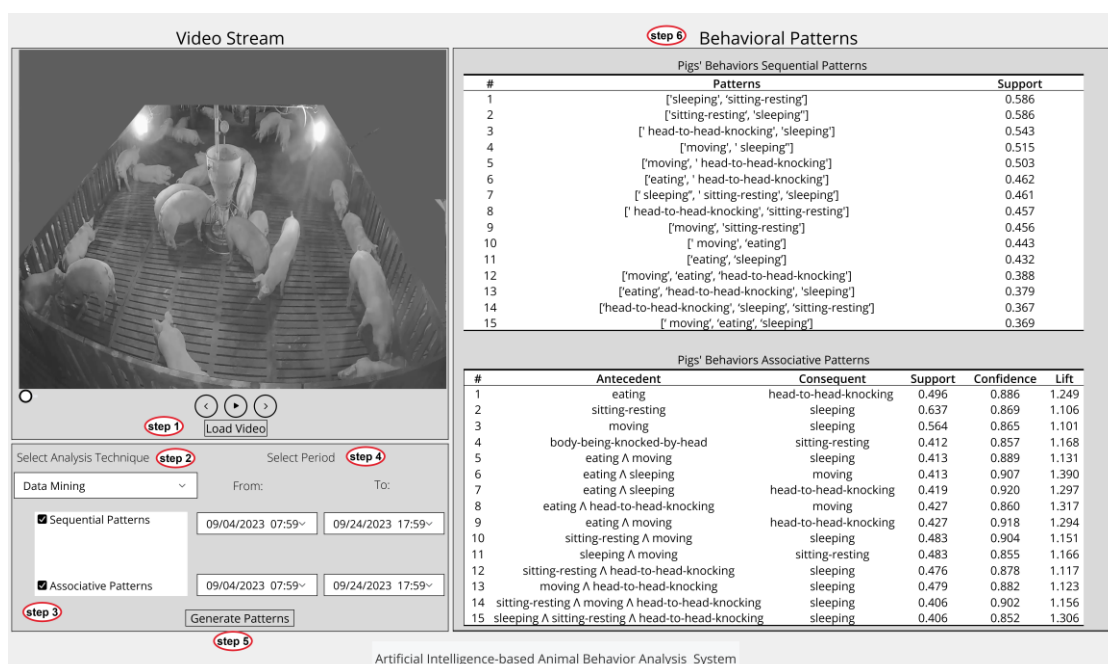 Video Stream
step 1
Load Video
Select Analysis Technique step 2 Select Period step 4
Data Mining From: To:
Sequential Patterns 09/04/2023 07:59 09/24/2023 17:59
Associative Patterns 09/04/2023 07:59 09/24/2023 17:59
step 3
Generate Patterns
step 5
step 6 Behavioral Patterns
Pigs' Behaviors Sequential Patterns
# Patterns Support
1 ['sleeping', ‘sitting-resting’] 0.586
2 ['sitting-resting’, 'sleeping”] 0.586
3 [' head-to-head-knocking', 'sleeping'] 0.543
4 ['moving', ' sleeping”] 0.515
5 [‘moving’, ' head-to-head-knocking'] 0.503
6 [‘eating', ' head-to-head-knocking'] 0.462
7 [' sleeping”, ' sitting-resting', ‘sleeping’] 0.461
8 [' head-to-head-knocking', ‘sitting-resting’] 0.457
9 [‘moving’, 'sitting-resting'] 0.456
10 [' moving’, ‘eating’] 0.443
11 [‘eating’, ‘sleeping’] 0.432
12 [‘moving’, ‘eating’, ‘head-to-head-knocking’] 0.388
13 [‘eating’, ‘head-to-head-knocking’, ‘sleeping’] 0.379
14 [‘head-to-head-knocking’, ‘sleeping’, ‘sitting-resting’] 0.367
15 [' moving’, ‘eating’, ‘sleeping’] 0.369
Pigs' Behaviors Associative Patterns
# Antecedent Consequent Support Confidence Lift
1 eating head-to-head-knocking 0.496 0.886 1.249
2 sitting-resting sleeping 0.637 0.869 1.106
3 moving sleeping 0.564 0.865 1.101
4 body-being-knocked-by-head sitting-resting 0.412 0.857 1.168
5 eating Λ moving sleeping 0.413 0.889 1.131
6 eating Λ sleeping moving 0.413 0.907 1.390
7 eating Λ sleeping head-to-head-knocking 0.419 0.920 1.297
8 eating Λ head-to-head-knocking moving 0.427 0.860 1.317
9 eating Λ moving head-to-head-knocking 0.427 0.918 1.294
10 sitting-resting Λ moving sleeping 0.483 0.904 1.151
11 sleeping Λ moving sitting-resting 0.483 0.855 1.166
12 sitting-resting Λ head-to-head-knocking sleeping 0.476 0.878 1.117
13 moving Λ head-to-head-knocking sleeping 0.479 0.882 1.123
14 sitting-resting Λ moving Λ head-to-head-knocking sleeping 0.406 0.902 1.156
15 sleeping Λ sitting-resting Λ head-to-head-knocking sleeping 0.406 0.852 1.306
Artificial Intelligence-based Animal Behavior Analysis System